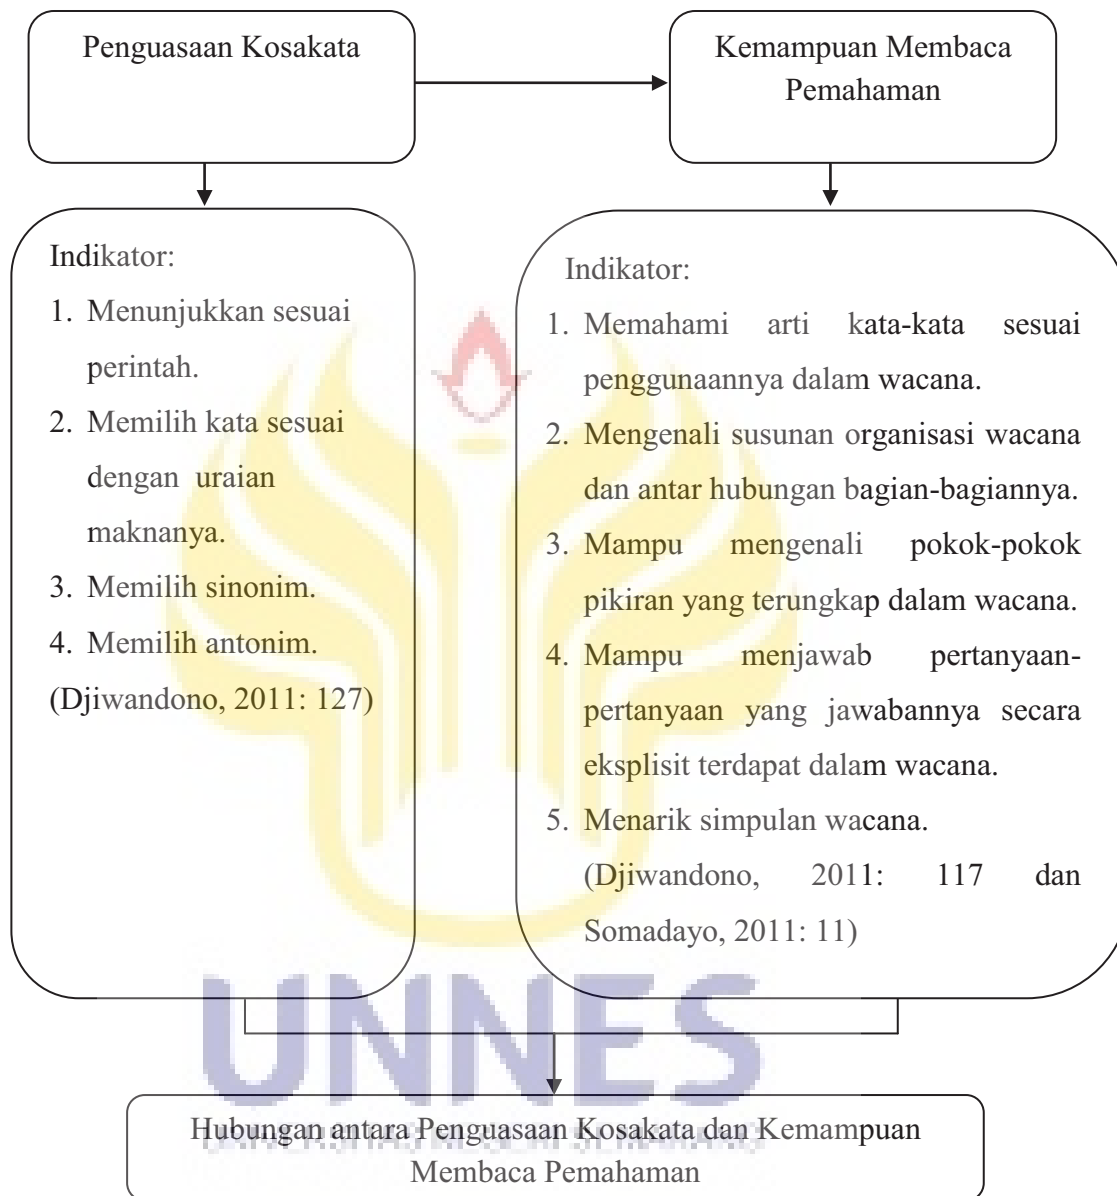 Penguasaan Kosakata
Kemampuan Membaca
Pemahaman
Indikator:
1. Menunjukkan sesuai
perintah.
2. Memilih kata sesuai
dengan uraian
maknanya.
3. Memilih sinonim.
4. Memilih antonim.
(Djiwandono, 2011: 127)
Indikator:
1. Memahami arti kata-kata sesuai
penggunaannya dalam wacana.
2. Mengenali susunan organisasi wacana
dan antar hubungan bagian-bagiannya.
3. Mampu mengenali pokok-pokok
pikiran yang terungkap dalam wacana.
4. Mampu menjawab pertanyaan-
pertanyaan yang jawabannya secara
eksplisit terdapat dalam wacana.
5. Menarik simpulan wacana.
(Djiwandono, 2011: 117 dan
Somadayo, 2011: 11)
UNNES
Hubungan antara Penguasaan Kosakata dan Kemampuan
Membaca Pemahaman